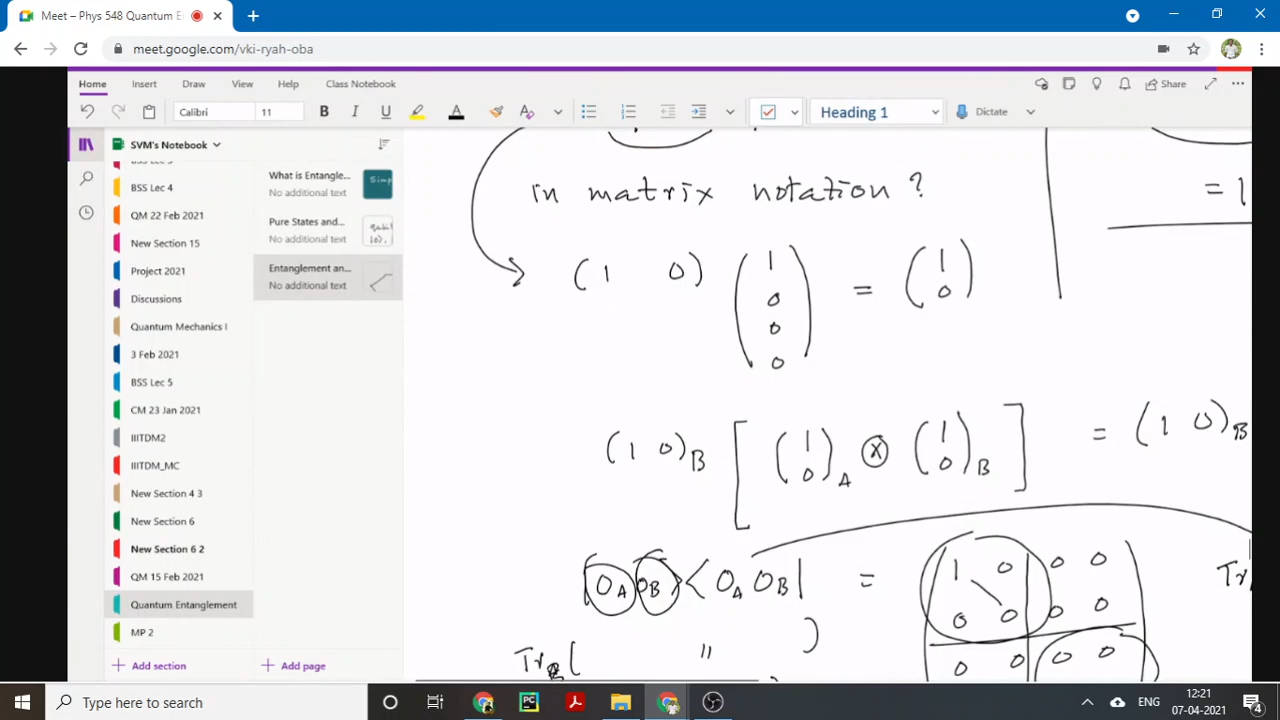 Meet – Phys 548 Quantum E
meet.google.com/vki-ryah-oba
Home Insert Draw View Help Class Notebook
Share
Calibri 11 B I U A Heading 1 Dictate
SVM's Notebook
BSS Lec 4
QM 22 Feb 2021
New Section 15
Project 2021
Discussions
Quantum Mechanics I
3 Feb 2021
BSS Lec 5
CM 23 Jan 2021
IIITDM2
IIITDM_MC
New Section 4 3
New Section 6
New Section 6 2
QM 15 Feb 2021
Quantum Entanglement
MP 2
Add section
What is Entangle...
No additional text
Pure States and...
No additional text
Entanglement an...
No additional text
Add page
in matrix notation ?
= 1
(1 0) (1 0 0 0) = (1 0)
(1 0)B [ (1 0)A ⊗ (1 0)B ] = (1 0)B
|0A 0B><0A 0B| =
1 0 0 0
0 0 0 0
0 0 0 0
Tr
Tr ( " )
Type here to search
ENG
12:21
07-04-2021
4